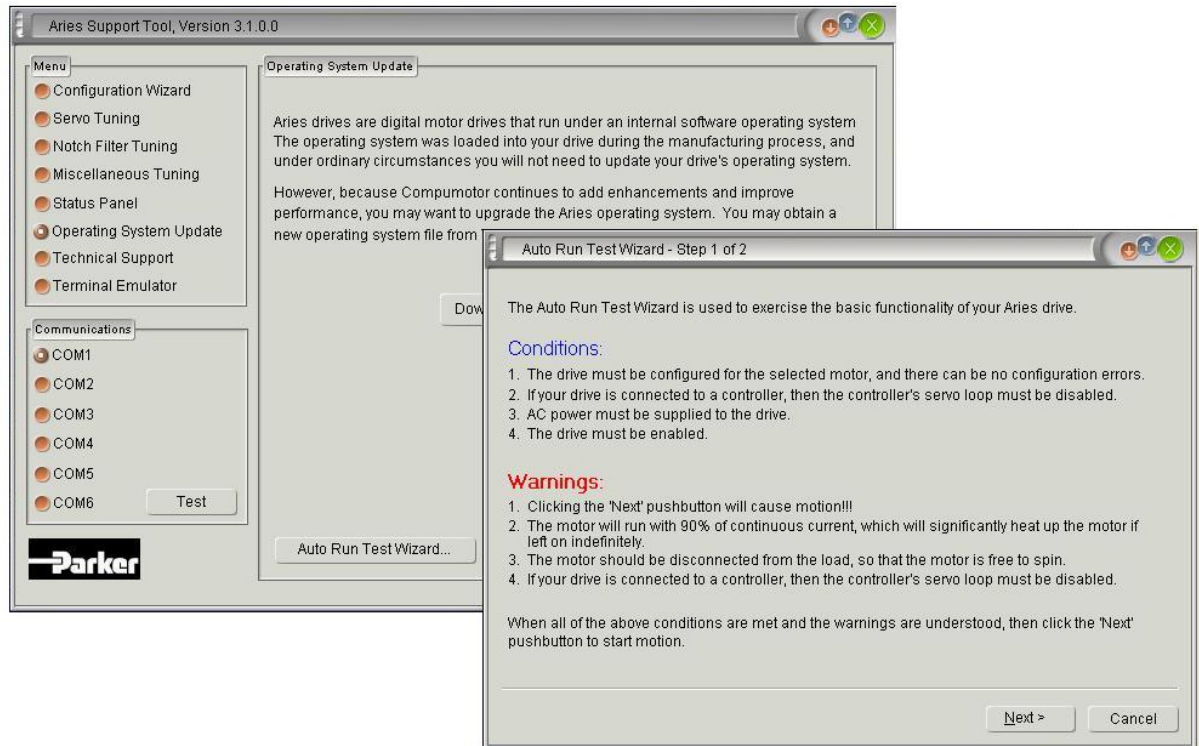 Aries Support Tool, Version 3.1.0.0
Menu
Configuration Wizard
Servo Tuning
Notch Filter Tuning
Miscellaneous Tuning
Status Panel
Operating System Update
Technical Support
Terminal Emulator
Communications
COM1
COM2
COM3
COM4
COM5
COM6
Test
Parker
Operating System Update
Aries drives are digital motor drives that run under an internal software operating system
The operating system was loaded into your drive during the manufacturing process, and
under ordinary circumstances you will not need to update your drive's operating system.
However, because Compumotor continues to add enhancements and improve
performance, you may want to upgrade the Aries operating system. You may obtain a
new operating system file from
Dow
Auto Run Test Wizard...
Auto Run Test Wizard - Step 1 of 2
The Auto Run Test Wizard is used to exercise the basic functionality of your Aries drive.
Conditions:
1. The drive must be configured for the selected motor, and there can be no configuration errors.
2. If your drive is connected to a controller, then the controller's servo loop must be disabled.
3. AC power must be supplied to the drive.
4. The drive must be enabled.
Warnings:
1. Clicking the 'Next' pushbutton will cause motion!!!
2. The motor will run with 90% of continuous current, which will significantly heat up the motor if
left on indefinitely.
3. The motor should be disconnected from the load, so that the motor is free to spin.
4. If your drive is connected to a controller, then the controller's servo loop must be disabled.
When all of the above conditions are met and the warnings are understood, then click the 'Next'
pushbutton to start motion.
Next >
Cancel